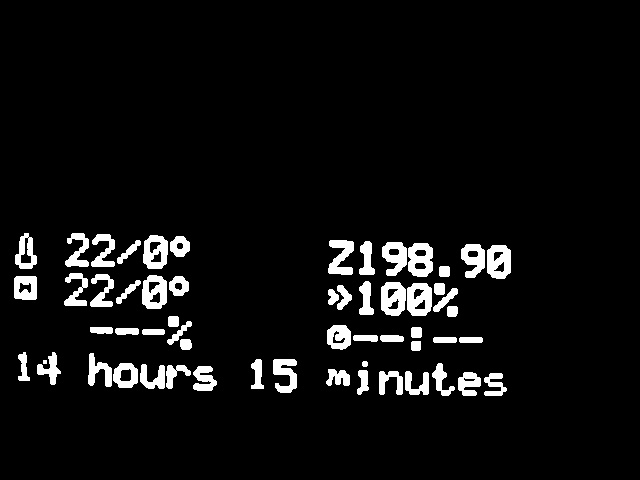 22/0° Z198.90
22/0° »100%
---% --:--
14 hours 15 minutes